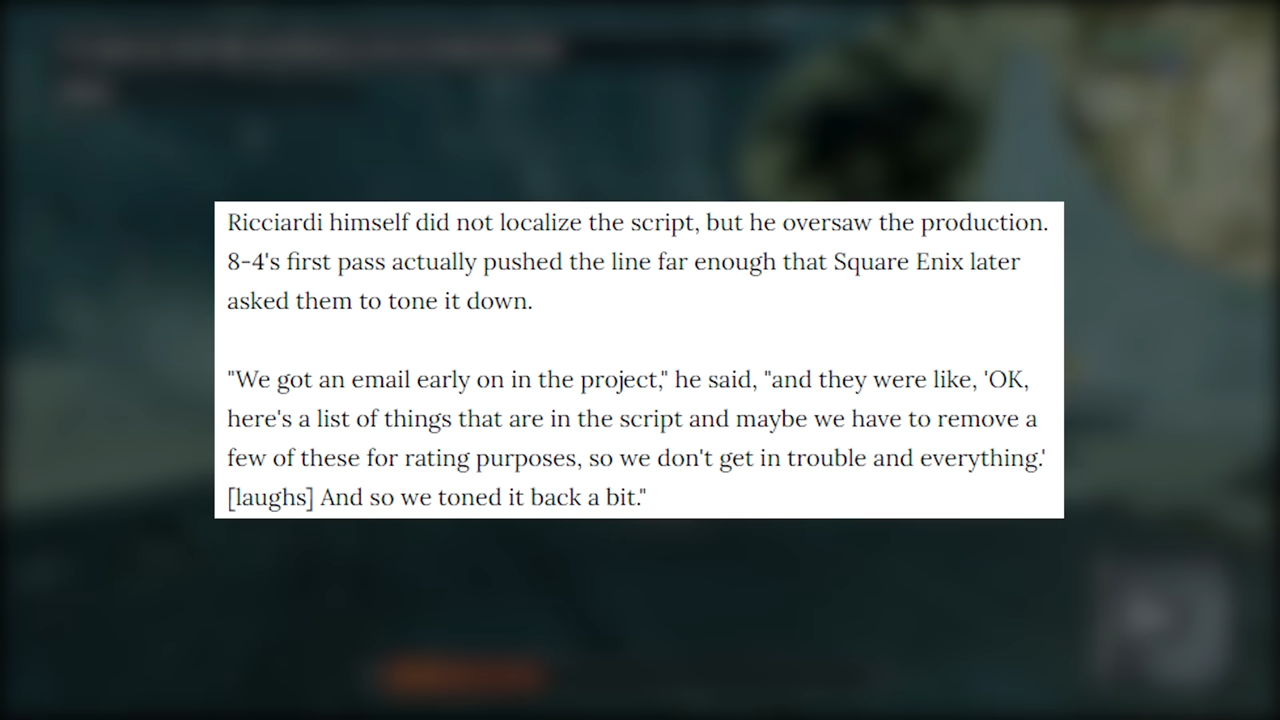 Ricciardi himself did not localize the script, but he oversaw the production.
8-4's first pass actually pushed the line far enough that Square Enix later
asked them to tone it down.
"We got an email early on in the project," he said, "and they were like, 'OK,
here's a list of things that are in the script and maybe we have to remove a
few of these for rating purposes, so we don't get in trouble and everything.'
[laughs] And so we toned it back a bit."